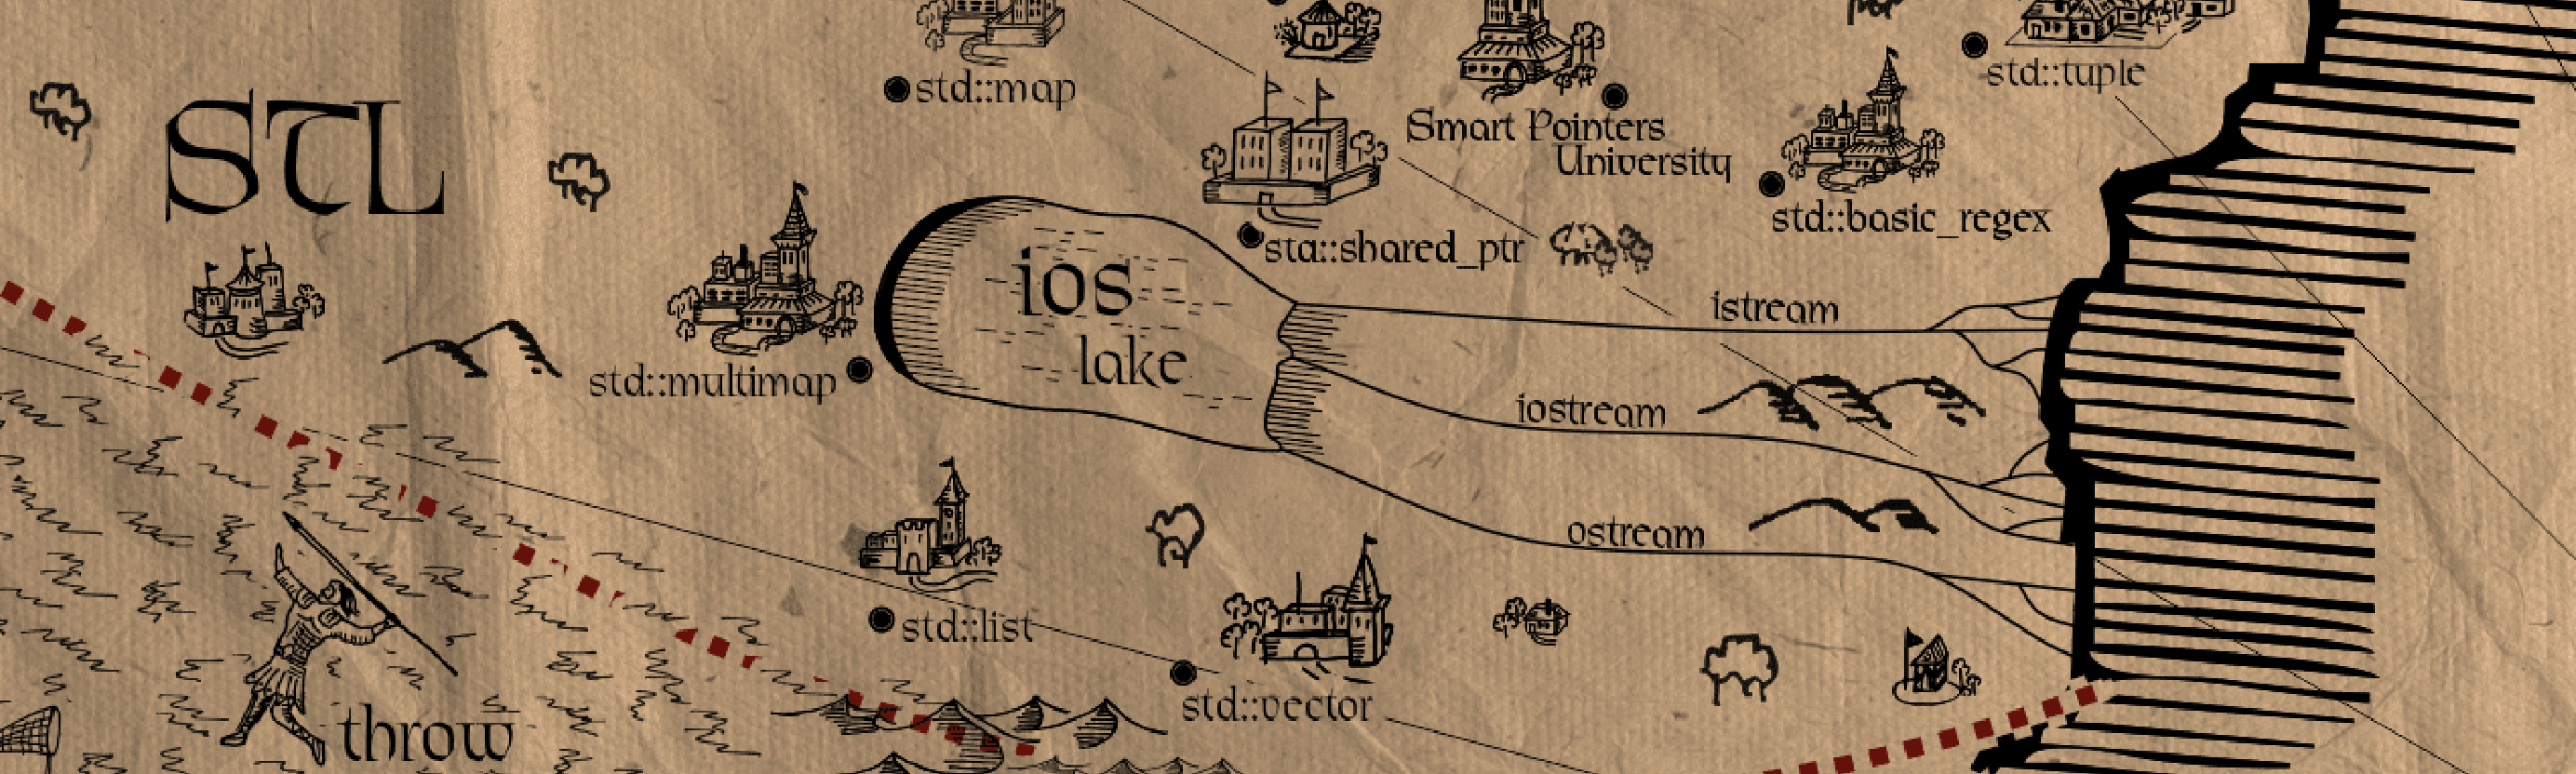 std::map
std::tuple
STL
Smart Pointers
University
std::basic_regex
sta::shared_ptr
ios
lake
istream
std::multimap
iostream
ostream
std::list
std::vector
throw